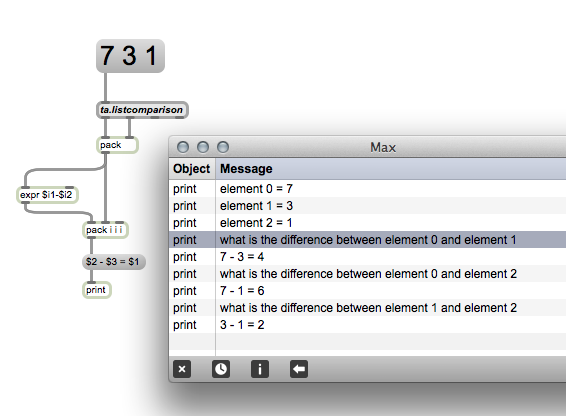 7 3 1
ta.listcomparison
pack
expr $i1-$i2
pack i i i
$2 - $3 = $1
print
Max
Object Message
print element 0 = 7
print element 1 = 3
print element 2 = 1
print what is the difference between element 0 and element 1
print 7 - 3 = 4
print what is the difference between element 0 and element 2
print 7 - 1 = 6
print what is the difference between element 1 and element 2
print 3 - 1 = 2